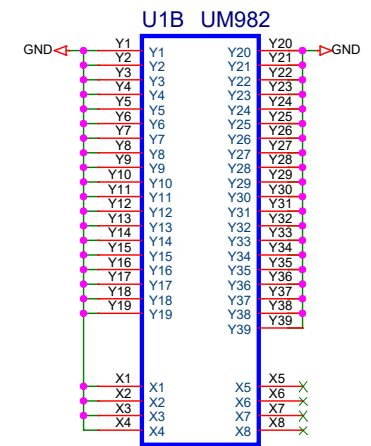 U1B UM982
GND Y1 Y1 Y20 Y20 GND
Y2 Y2 Y21 Y21
Y3 Y3 Y22 Y22
Y4 Y4 Y23 Y23
Y5 Y5 Y24 Y24
Y6 Y6 Y25 Y25
Y7 Y7 Y26 Y26
Y8 Y8 Y27 Y27
Y9 Y9 Y28 Y28
Y10 Y10 Y29 Y29
Y11 Y11 Y30 Y30
Y12 Y12 Y31 Y31
Y13 Y13 Y32 Y32
Y14 Y14 Y33 Y33
Y15 Y15 Y34 Y34
Y16 Y16 Y35 Y35
Y17 Y17 Y36 Y36
Y18 Y18 Y37 Y37
Y19 Y19 Y38 Y38
Y39 Y39
X1 X1 X5 X5
X2 X2 X6 X6
X3 X3 X7 X7
X4 X4 X8 X8